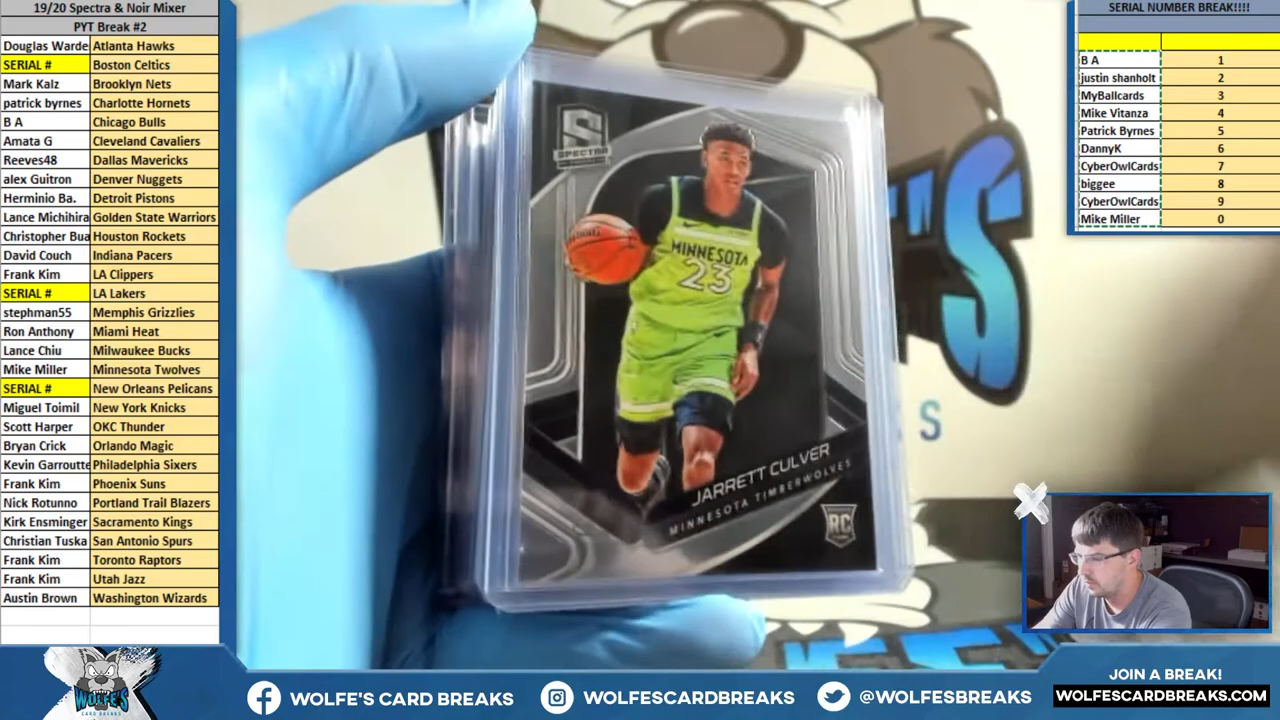 19/20 Spectra & Noir Mixer
PYT Break #2
Douglas Warde Atlanta Hawks
SERIAL # Boston Celtics
Mark Kalz Brooklyn Nets
patrick byrnes Charlotte Hornets
B A Chicago Bulls
Amata G Cleveland Cavaliers
Reeves48 Dallas Mavericks
alex Guitron Denver Nuggets
Herminio Ba. Detroit Pistons
Lance Michihira Golden State Warriors
Christopher Bua Houston Rockets
David Couch Indiana Pacers
Frank Kim LA Clippers
SERIAL # LA Lakers
stephman55 Memphis Grizzlies
Ron Anthony Miami Heat
Lance Chiu Milwaukee Bucks
Mike Miller Minnesota Twolves
SERIAL # New Orleans Pelicans
Miguel Toimil New York Knicks
Scott Harper OKC Thunder
Bryan Crick Orlando Magic
Kevin Garroutte Philadelphia Sixers
Frank Kim Phoenix Suns
Nick Rotunno Portland Trail Blazers
Kirk Ensminger Sacramento Kings
Christian Tuska San Antonio Spurs
Frank Kim Toronto Raptors
Frank Kim Utah Jazz
Austin Brown Washington Wizards
S
SPECTRA
MINNESOTA
23
JARRETT CULVER
MINNESOTA TIMBERWOLVES
RC
'S
S
SERIAL NUMBER BREAK!!!!
B A 1
justin shanholt 2
MyBallcards 3
Mike Vitanza 4
Patrick Byrnes 5
DannyK 6
CyberOwlCards 7
biggee 8
CyberOwlCards 9
Mike Miller 0
WOLFE'S
CARD BREAKS
WOLFE'S CARD BREAKS
WOLFESCARDBREAKS
@WOLFESBREAKS
JOIN A BREAK!
WOLFESCARDBREAKS.COM